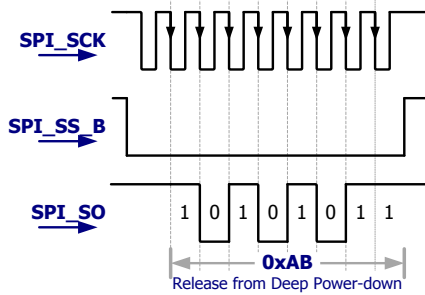 SPI_SCK
SPI_SS_B
SPI_SO
1 0 1 0 1 0 1 1
0xAB
Release from Deep Power-down